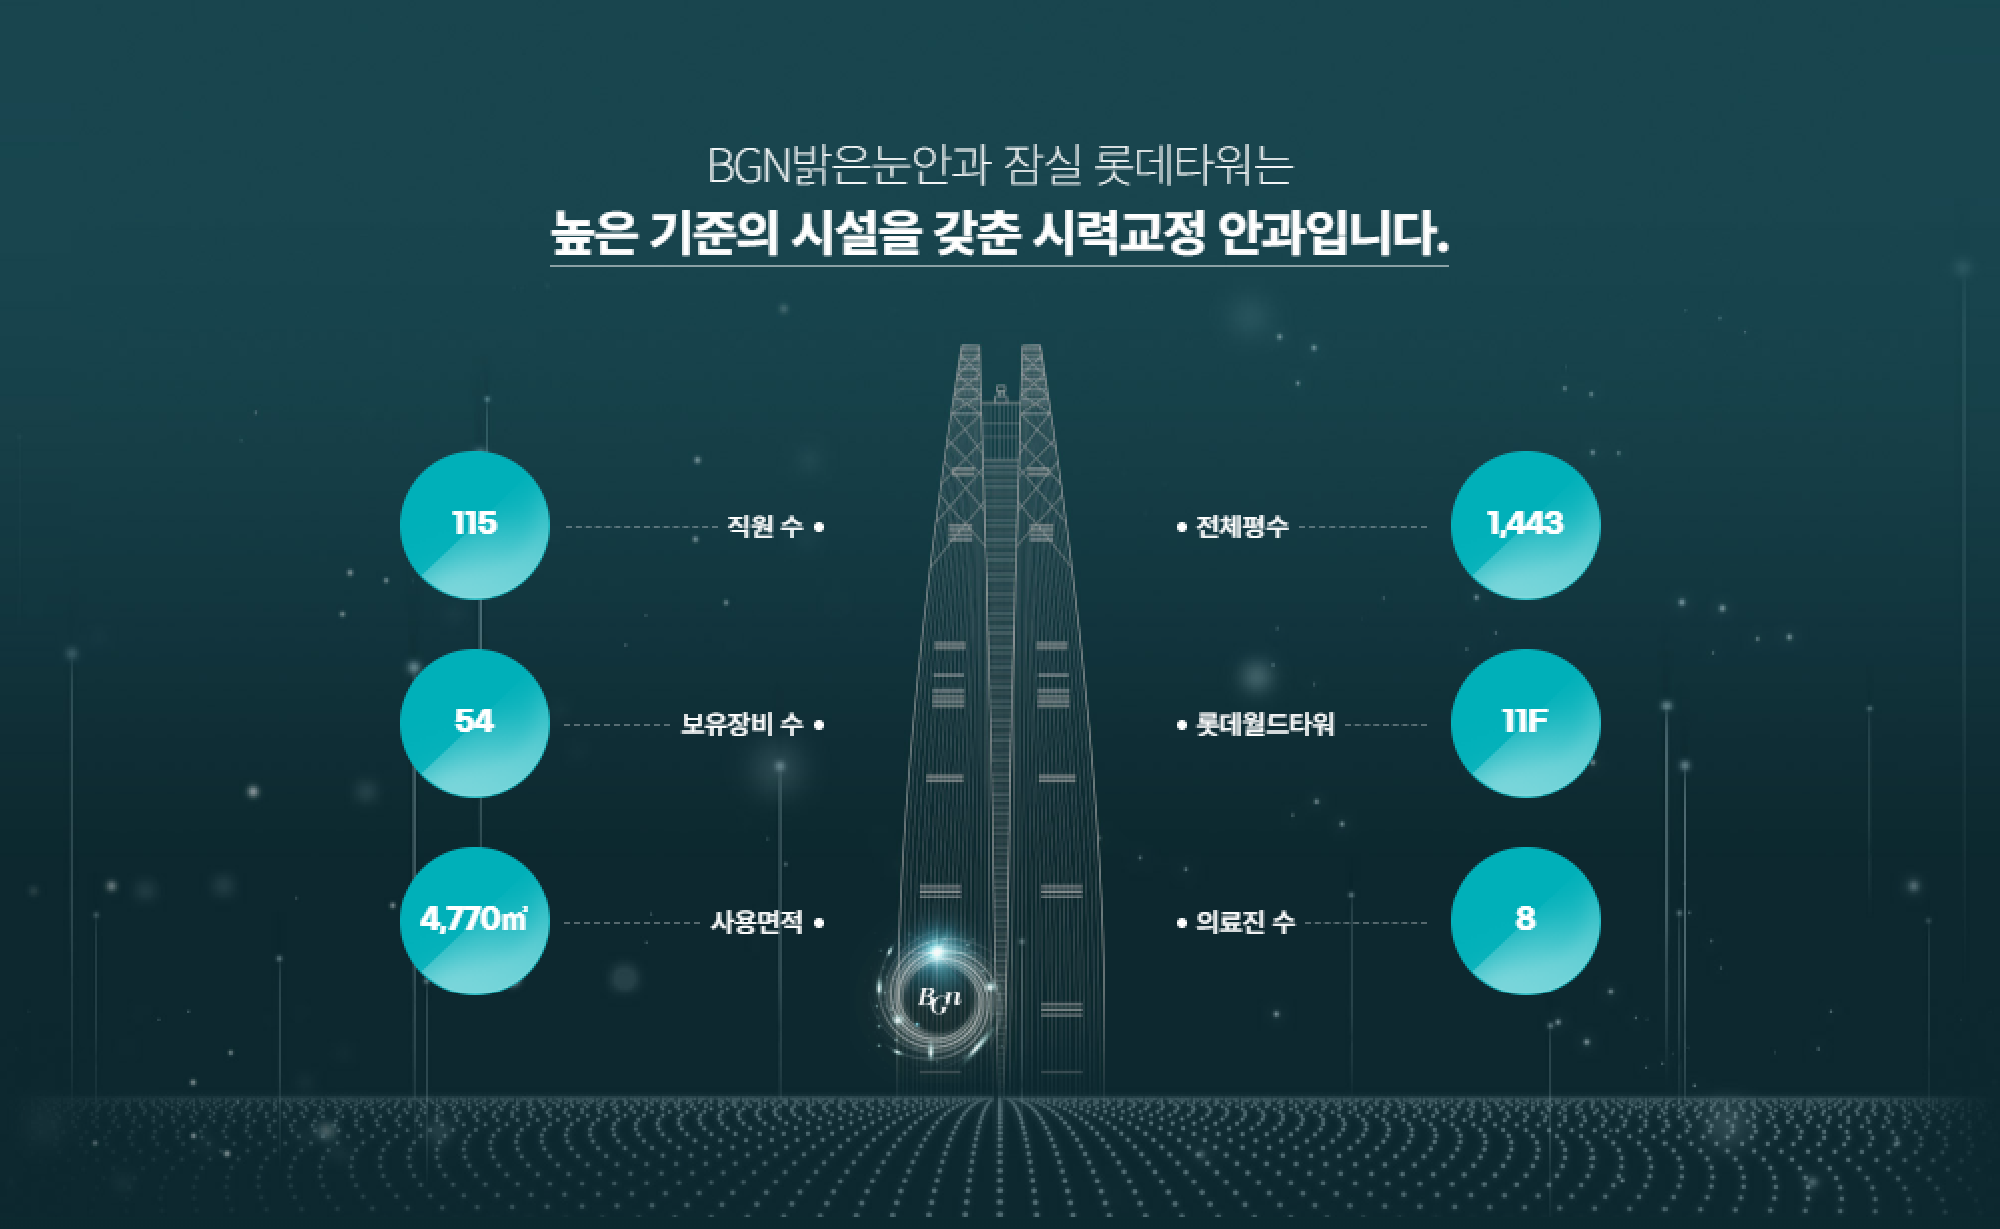 BGN밝은눈안과 잠실 롯데타워는
높은 기준의 시설을 갖춘 시력교정 안과입니다.
115
직원 수
전체평수
1,443
54
보유장비 수
롯데월드타워
11F
4,770㎡
사용면적
의료진 수
8
BGn